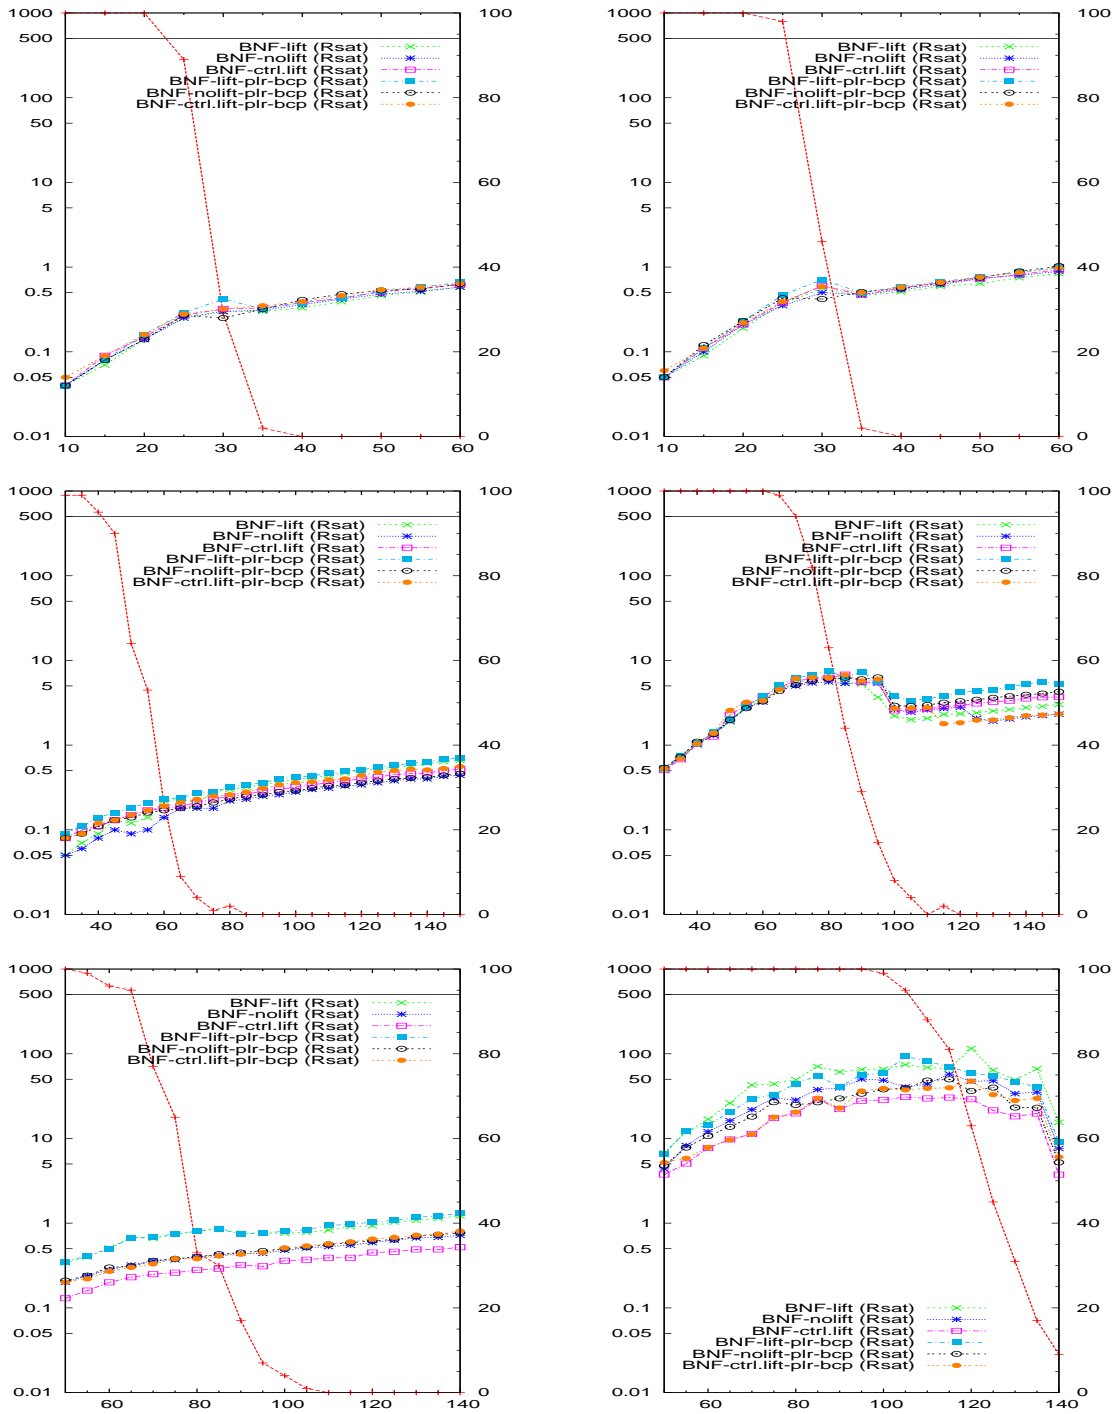 1000
500
100
50
10
5
1
0.5
0.1
0.05
0.01
BNF-lift (Rsat)
BNF-nolift (Rsat)
BNF-ctrl.lift (Rsat)
BNF-lift-plr-bcp (Rsat)
BNF-nolift-plr-bcp (Rsat)
BNF-ctrl.lift-plr-bcp (Rsat)
100
80
60
40
20
0
10 20 30 40 50 60
1000
500
100
50
10
5
1
0.5
0.1
0.05
0.01
BNF-lift (Rsat)
BNF-nolift (Rsat)
BNF-ctrl.lift (Rsat)
BNF-lift-plr-bcp (Rsat)
BNF-nolift-plr-bcp (Rsat)
BNF-ctrl.lift-plr-bcp (Rsat)
100
80
60
40
20
0
10 20 30 40 50 60
1000
500
100
50
10
5
1
0.5
0.1
0.05
0.01
BNF-lift (Rsat)
BNF-nolift (Rsat)
BNF-ctrl.lift (Rsat)
BNF-lift-plr-bcp (Rsat)
BNF-nolift-plr-bcp (Rsat)
BNF-ctrl.lift-plr-bcp (Rsat)
100
80
60
40
20
0
40 60 80 100 120 140
1000
500
100
50
10
5
1
0.5
0.1
0.05
0.01
BNF-lift (Rsat)
BNF-nolift (Rsat)
BNF-ctrl.lift (Rsat)
BNF-lift-plr-bcp (Rsat)
BNF-nolift-plr-bcp (Rsat)
BNF-ctrl.lift-plr-bcp (Rsat)
100
80
60
40
20
0
60 80 100 120 140
1000
500
100
50
10
5
1
0.5
0.1
0.05
0.01
BNF-lift (Rsat)
BNF-nolift (Rsat)
BNF-ctrl.lift (Rsat)
BNF-lift-plr-bcp (Rsat)
BNF-nolift-plr-bcp (Rsat)
BNF-ctrl.lift-plr-bcp (Rsat)
100
80
60
40
20
0
60 80 100 120 140
1000
500
100
50
10
5
1
0.5
0.1
0.05
0.01
BNF-lift (Rsat)
BNF-nolift (Rsat)
BNF-ctrl.lift (Rsat)
BNF-lift-plr-bcp (Rsat)
BNF-nolift-plr-bcp (Rsat)
BNF-ctrl.lift-plr-bcp (Rsat)
100
80
60
40
20
0
60 80 100 120 140